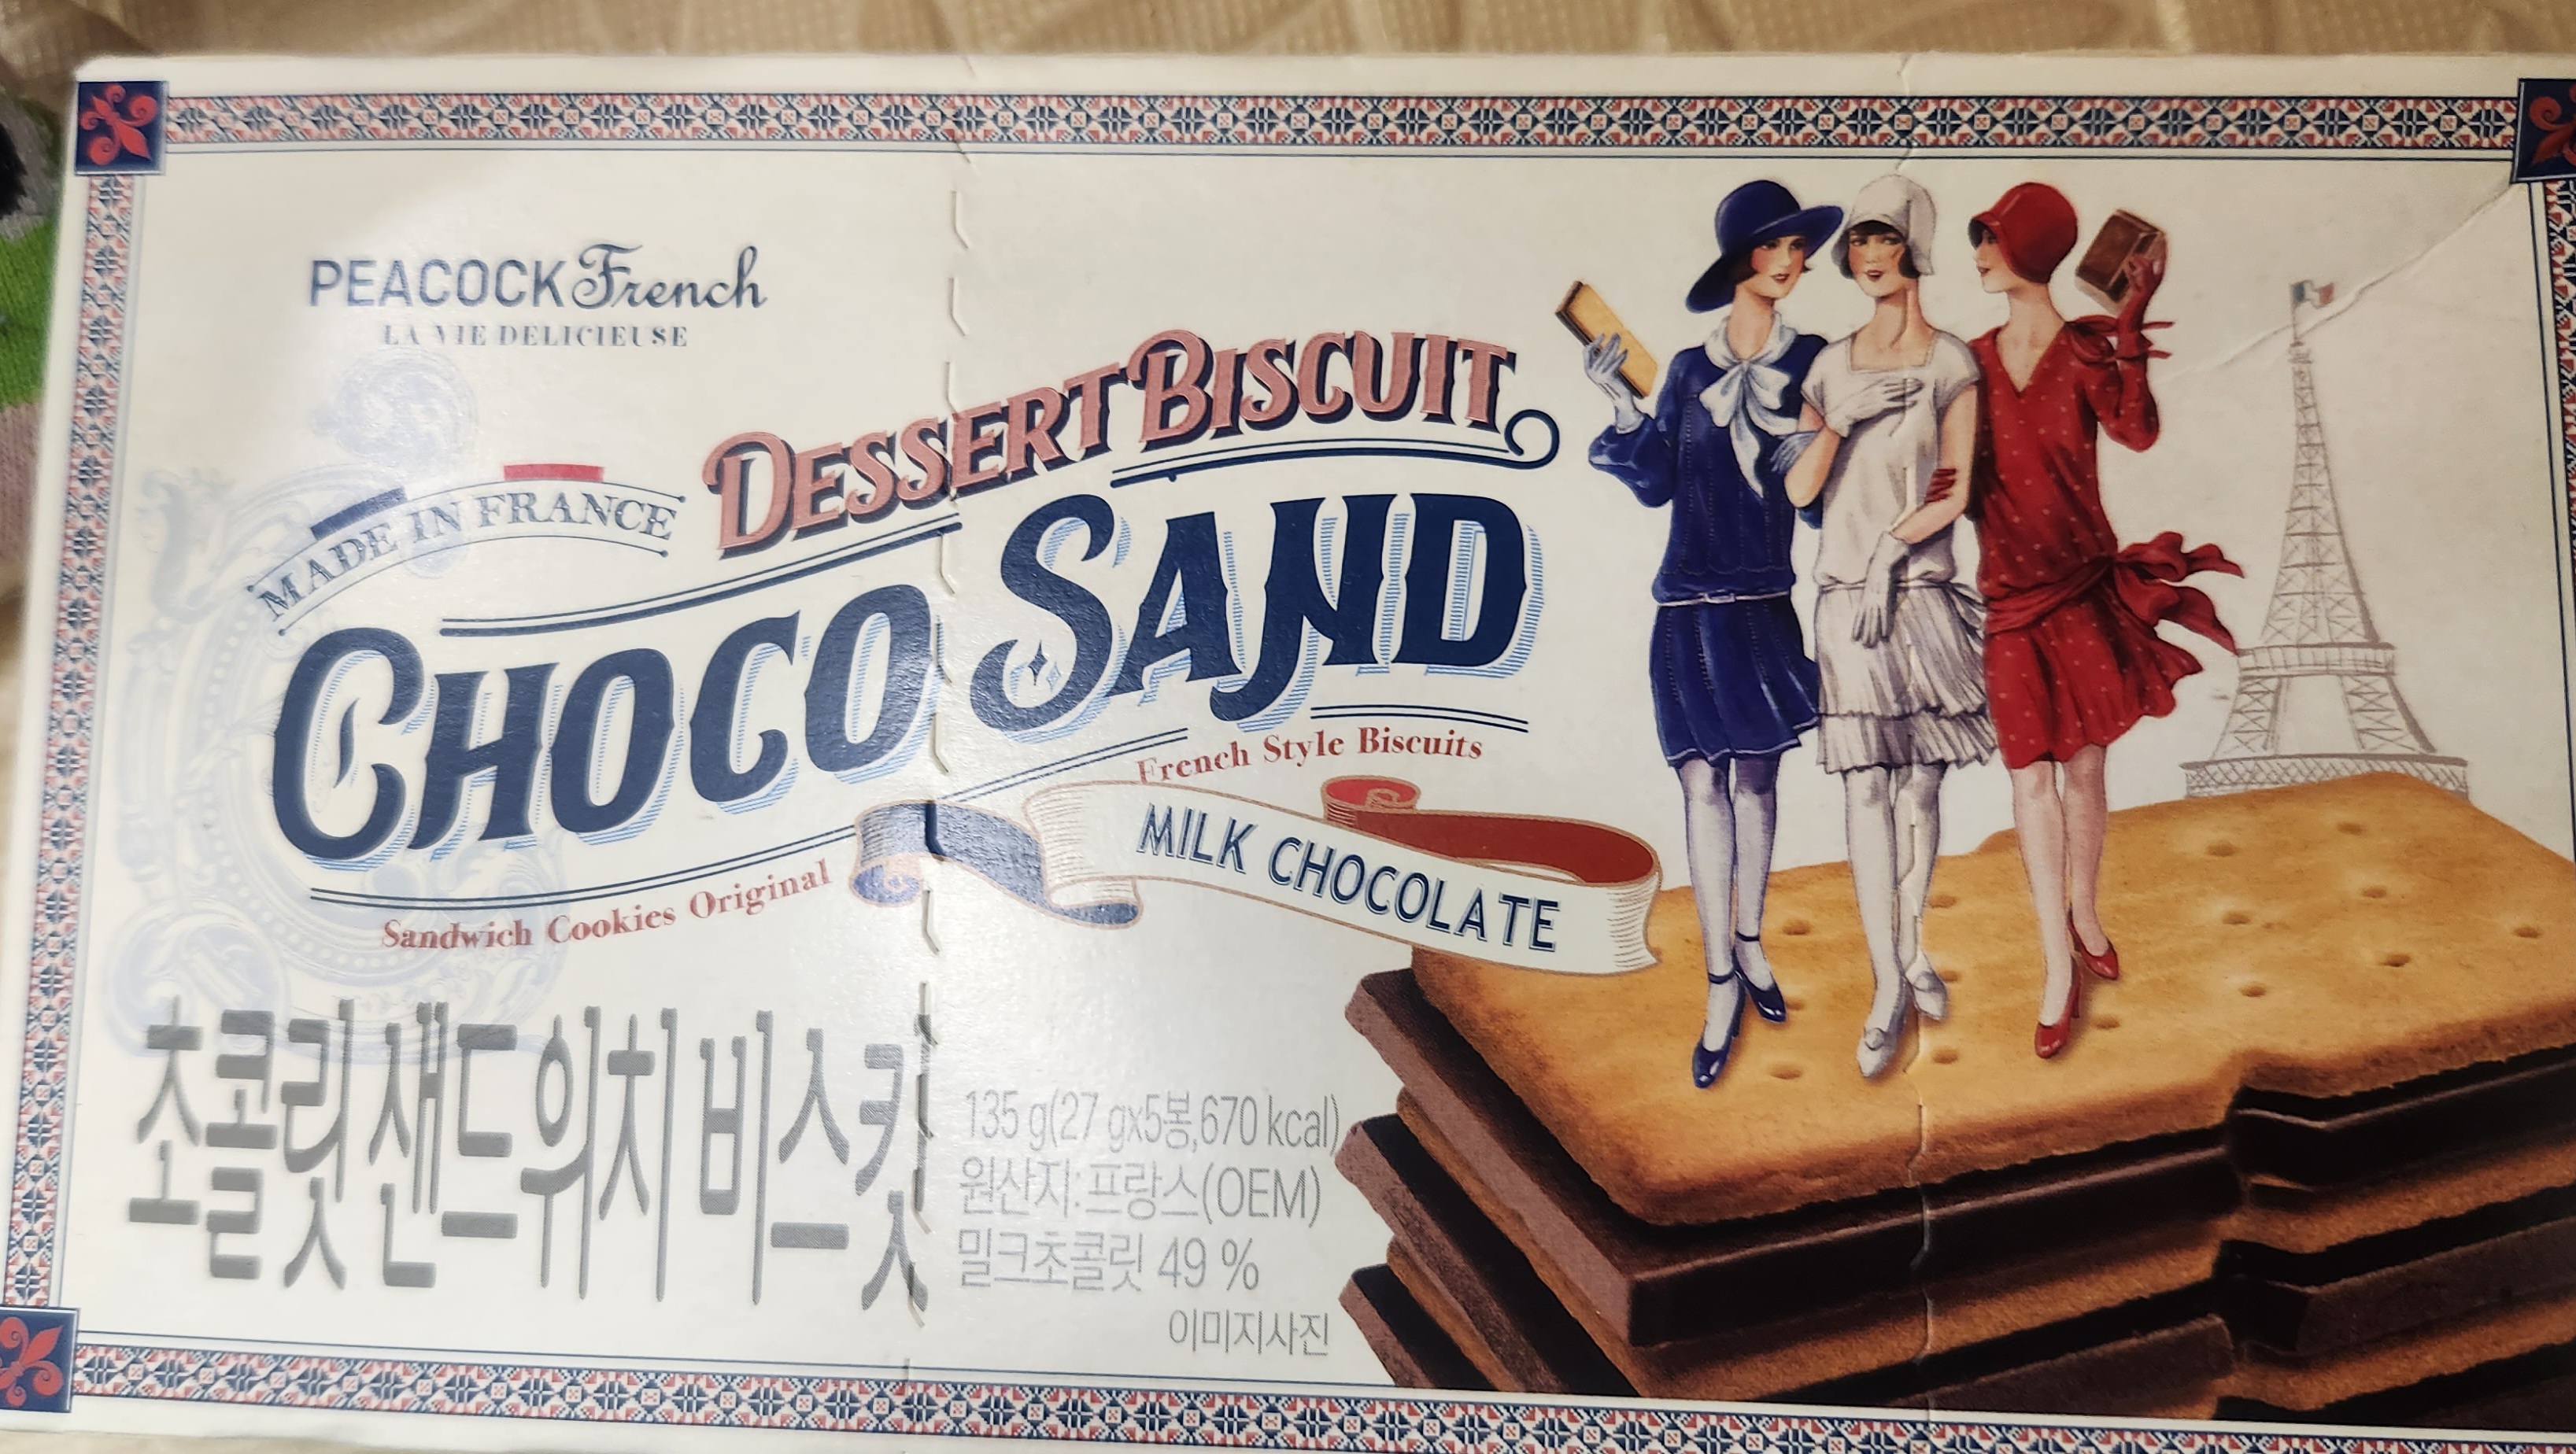 PEACOCK French
LA VIE DELICIEUSE
MADE IN FRANCE
DESSERT BISCUIT
CHOCO SAND
French Style Biscuits
MILK CHOCOLATE
Sandwich Cookies Original
초콜릿 샌드위치 비스킷
135 g(27 gx5봉,670 kcal)
원산지:프랑스(OEM)
밀크초콜릿 49 %
이미지사진